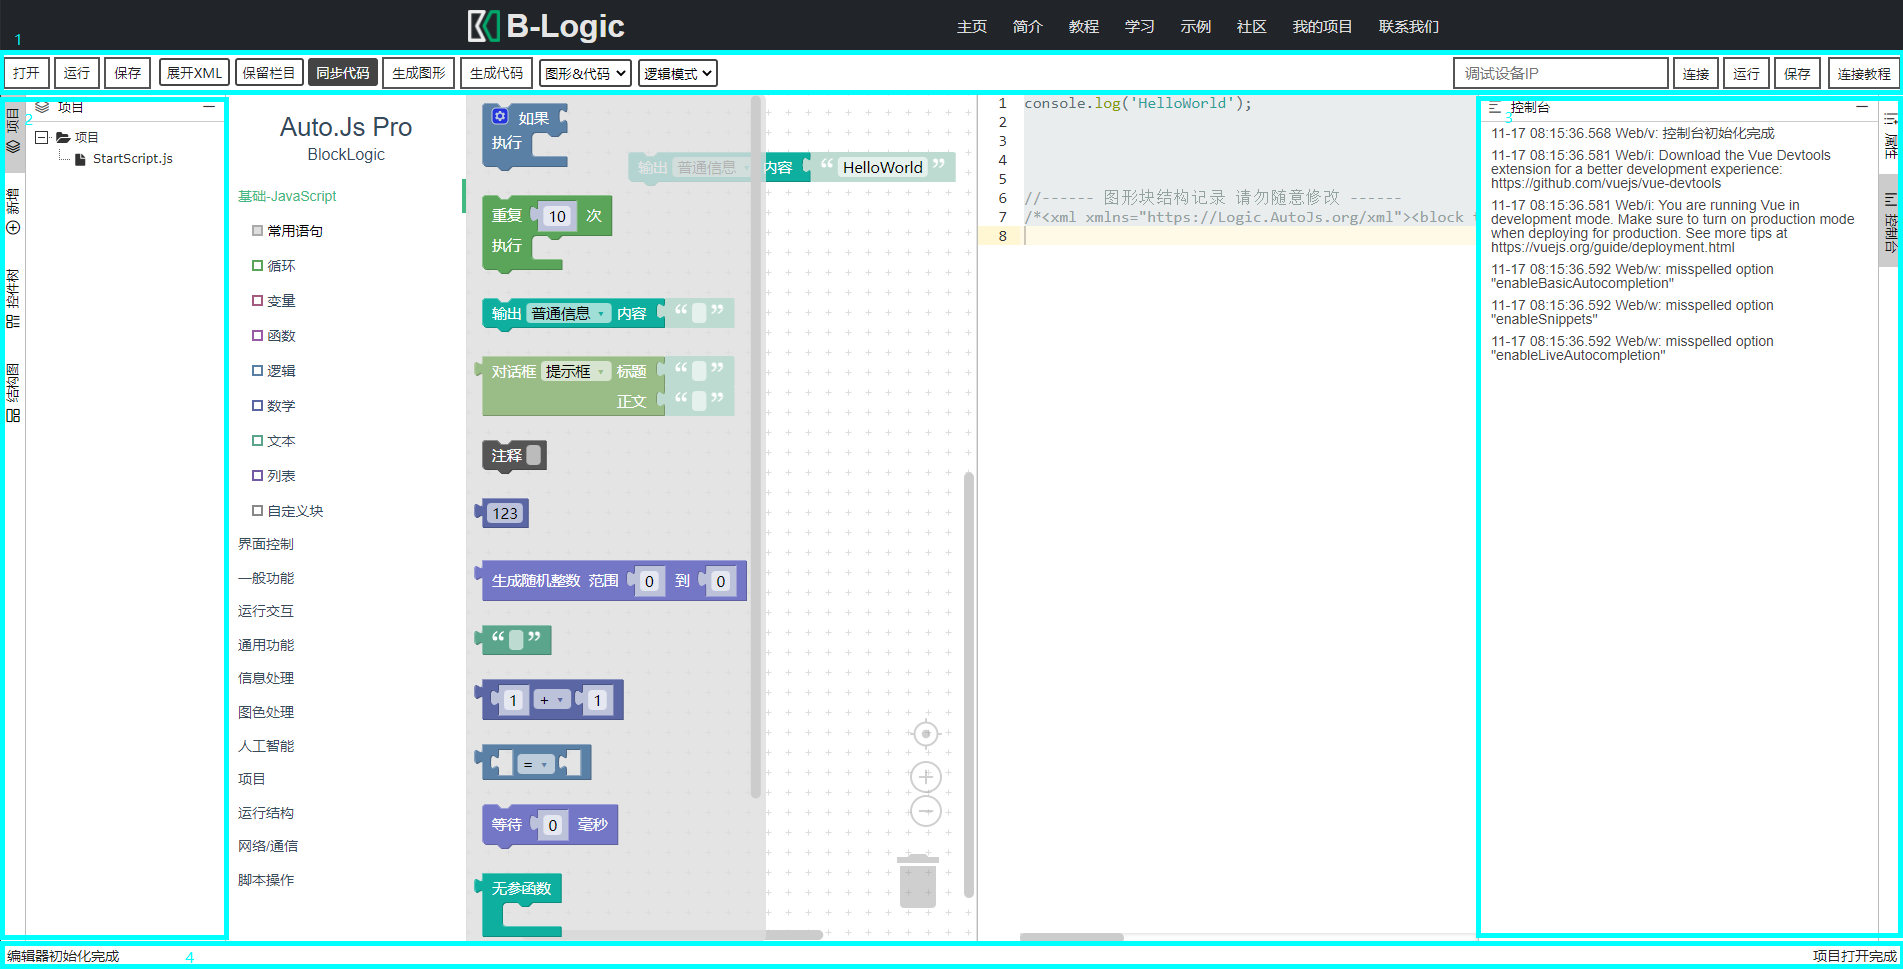 B-Logic
主页 简介 教程 学习 示例 社区 我的项目 联系我们
1
打开 运行 保存 展开XML 保留栏目 同步代码 生成图形 生成代码 图形&代码 逻辑模式 调试设备IP 连接 运行 保存 连接教程
2
项目
新增
控件树
结构图
项目
项目
StartScript.js
Auto.Js Pro
BlockLogic
基础-JavaScript
常用语句
循环
变量
函数
逻辑
数学
文本
列表
自定义块
界面控制
一般功能
运行交互
通用功能
信息处理
图色处理
人工智能
项目
运行结构
网络/通信
脚本操作
如果
执行
重复 10 次
执行
输出 普通信息 内容 “ ”
对话框 提示框 标题 “ ”
正文 “ ”
注释
123
生成随机整数 范围 0 到 0
“ ”
1 + 1
=
等待 0 毫秒
无参函数
输出 普通信息 内容 “ HelloWorld ”
1 console.log('HelloWorld');
2
3
4
5
6 //------ 图形块结构记录 请勿随意修改 ------
7 /*<xml xmlns="https://Logic.AutoJs.org/xml"><block
8
3
控制台
11-17 08:15:36.568 Web/v: 控制台初始化完成
11-17 08:15:36.581 Web/i: Download the Vue Devtools
extension for a better development experience:
https://github.com/vuejs/vue-devtools
11-17 08:15:36.581 Web/i: You are running Vue in
development mode. Make sure to turn on production mode
when deploying for production. See more tips at
https://vuejs.org/guide/deployment.html
11-17 08:15:36.592 Web/w: misspelled option
"enableBasicAutocompletion"
11-17 08:15:36.592 Web/w: misspelled option
"enableSnippets"
11-17 08:15:36.592 Web/w: misspelled option
"enableLiveAutocompletion"
属性
控制台
编辑器初始化完成 4 项目打开完成